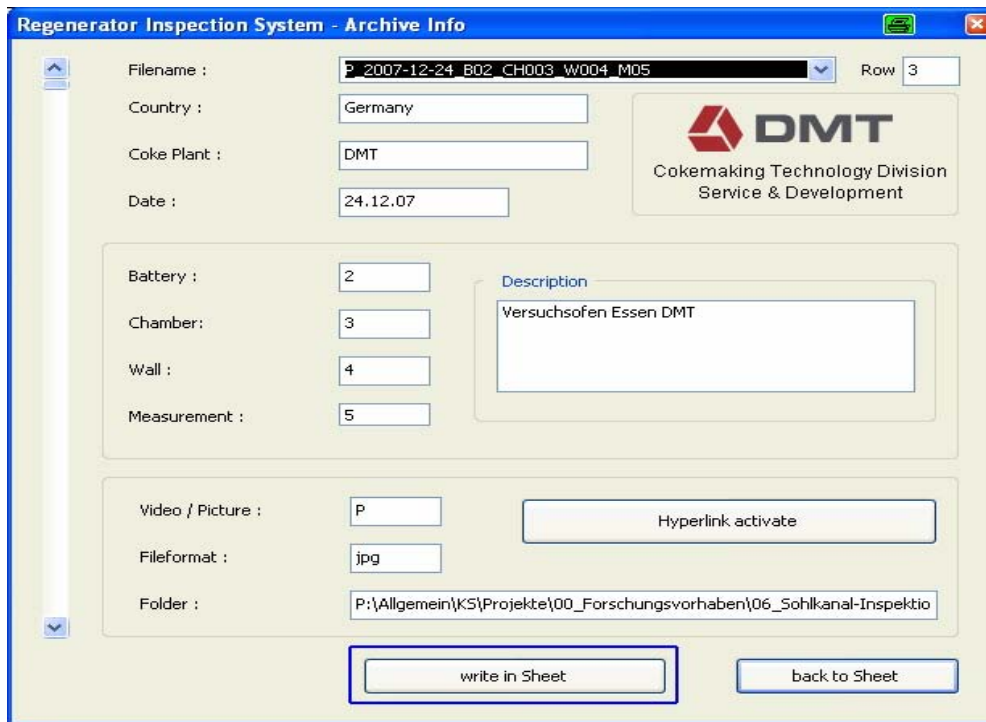 Regenerator Inspection System - Archive Info
Filename : P_2007-12-24_B02_CH003_W004_M05 Row 3
Country : Germany
DMT
Coke Plant : DMT
Cokemaking Technology Division
Service & Development
Date : 24.12.07
Battery : 2
Description
Versuchsofen Essen DMT
Chamber: 3
Wall : 4
Measurement : 5
Video / Picture : P
Hyperlink activate
Fileformat : jpg
Folder : P:\Allgemein\KS\Projekte\00_Forschungsvorhaben\06_Sohlkanal-Inspektio
write in Sheet back to Sheet